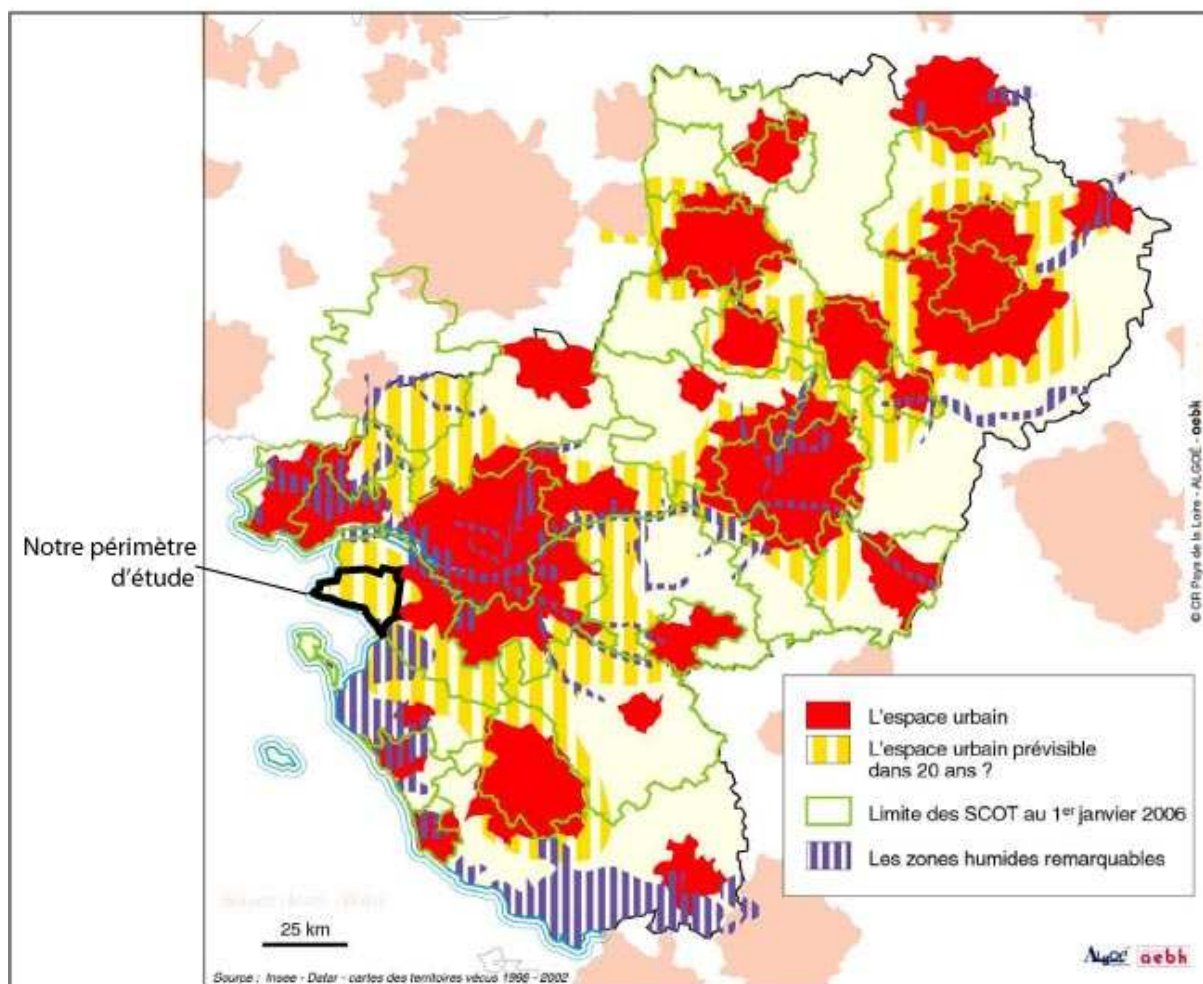 Notre périmètre
d'étude
L'espace urbain
L'espace urbain prévisible
dans 20 ans ?
Limite des SCOT au 1er janvier 2006
Les zones humides remarquables
25 km
Source : Insee - Datar - cartes des territoires vécus 1998 - 2002
© CR Pays de la Loire - ALGOÉ - aebh
ALGOÉ aebh